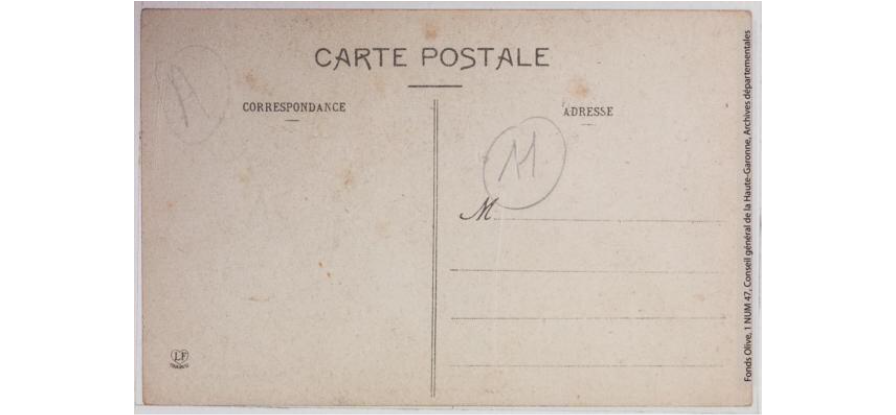 CARTE POSTALE
A
CORRESPONDANCE
ADRESSE
11
M
LF
Fonds Olive, 1 NUM 47, Conseil général de la Haute-Garonne, Archives départementales